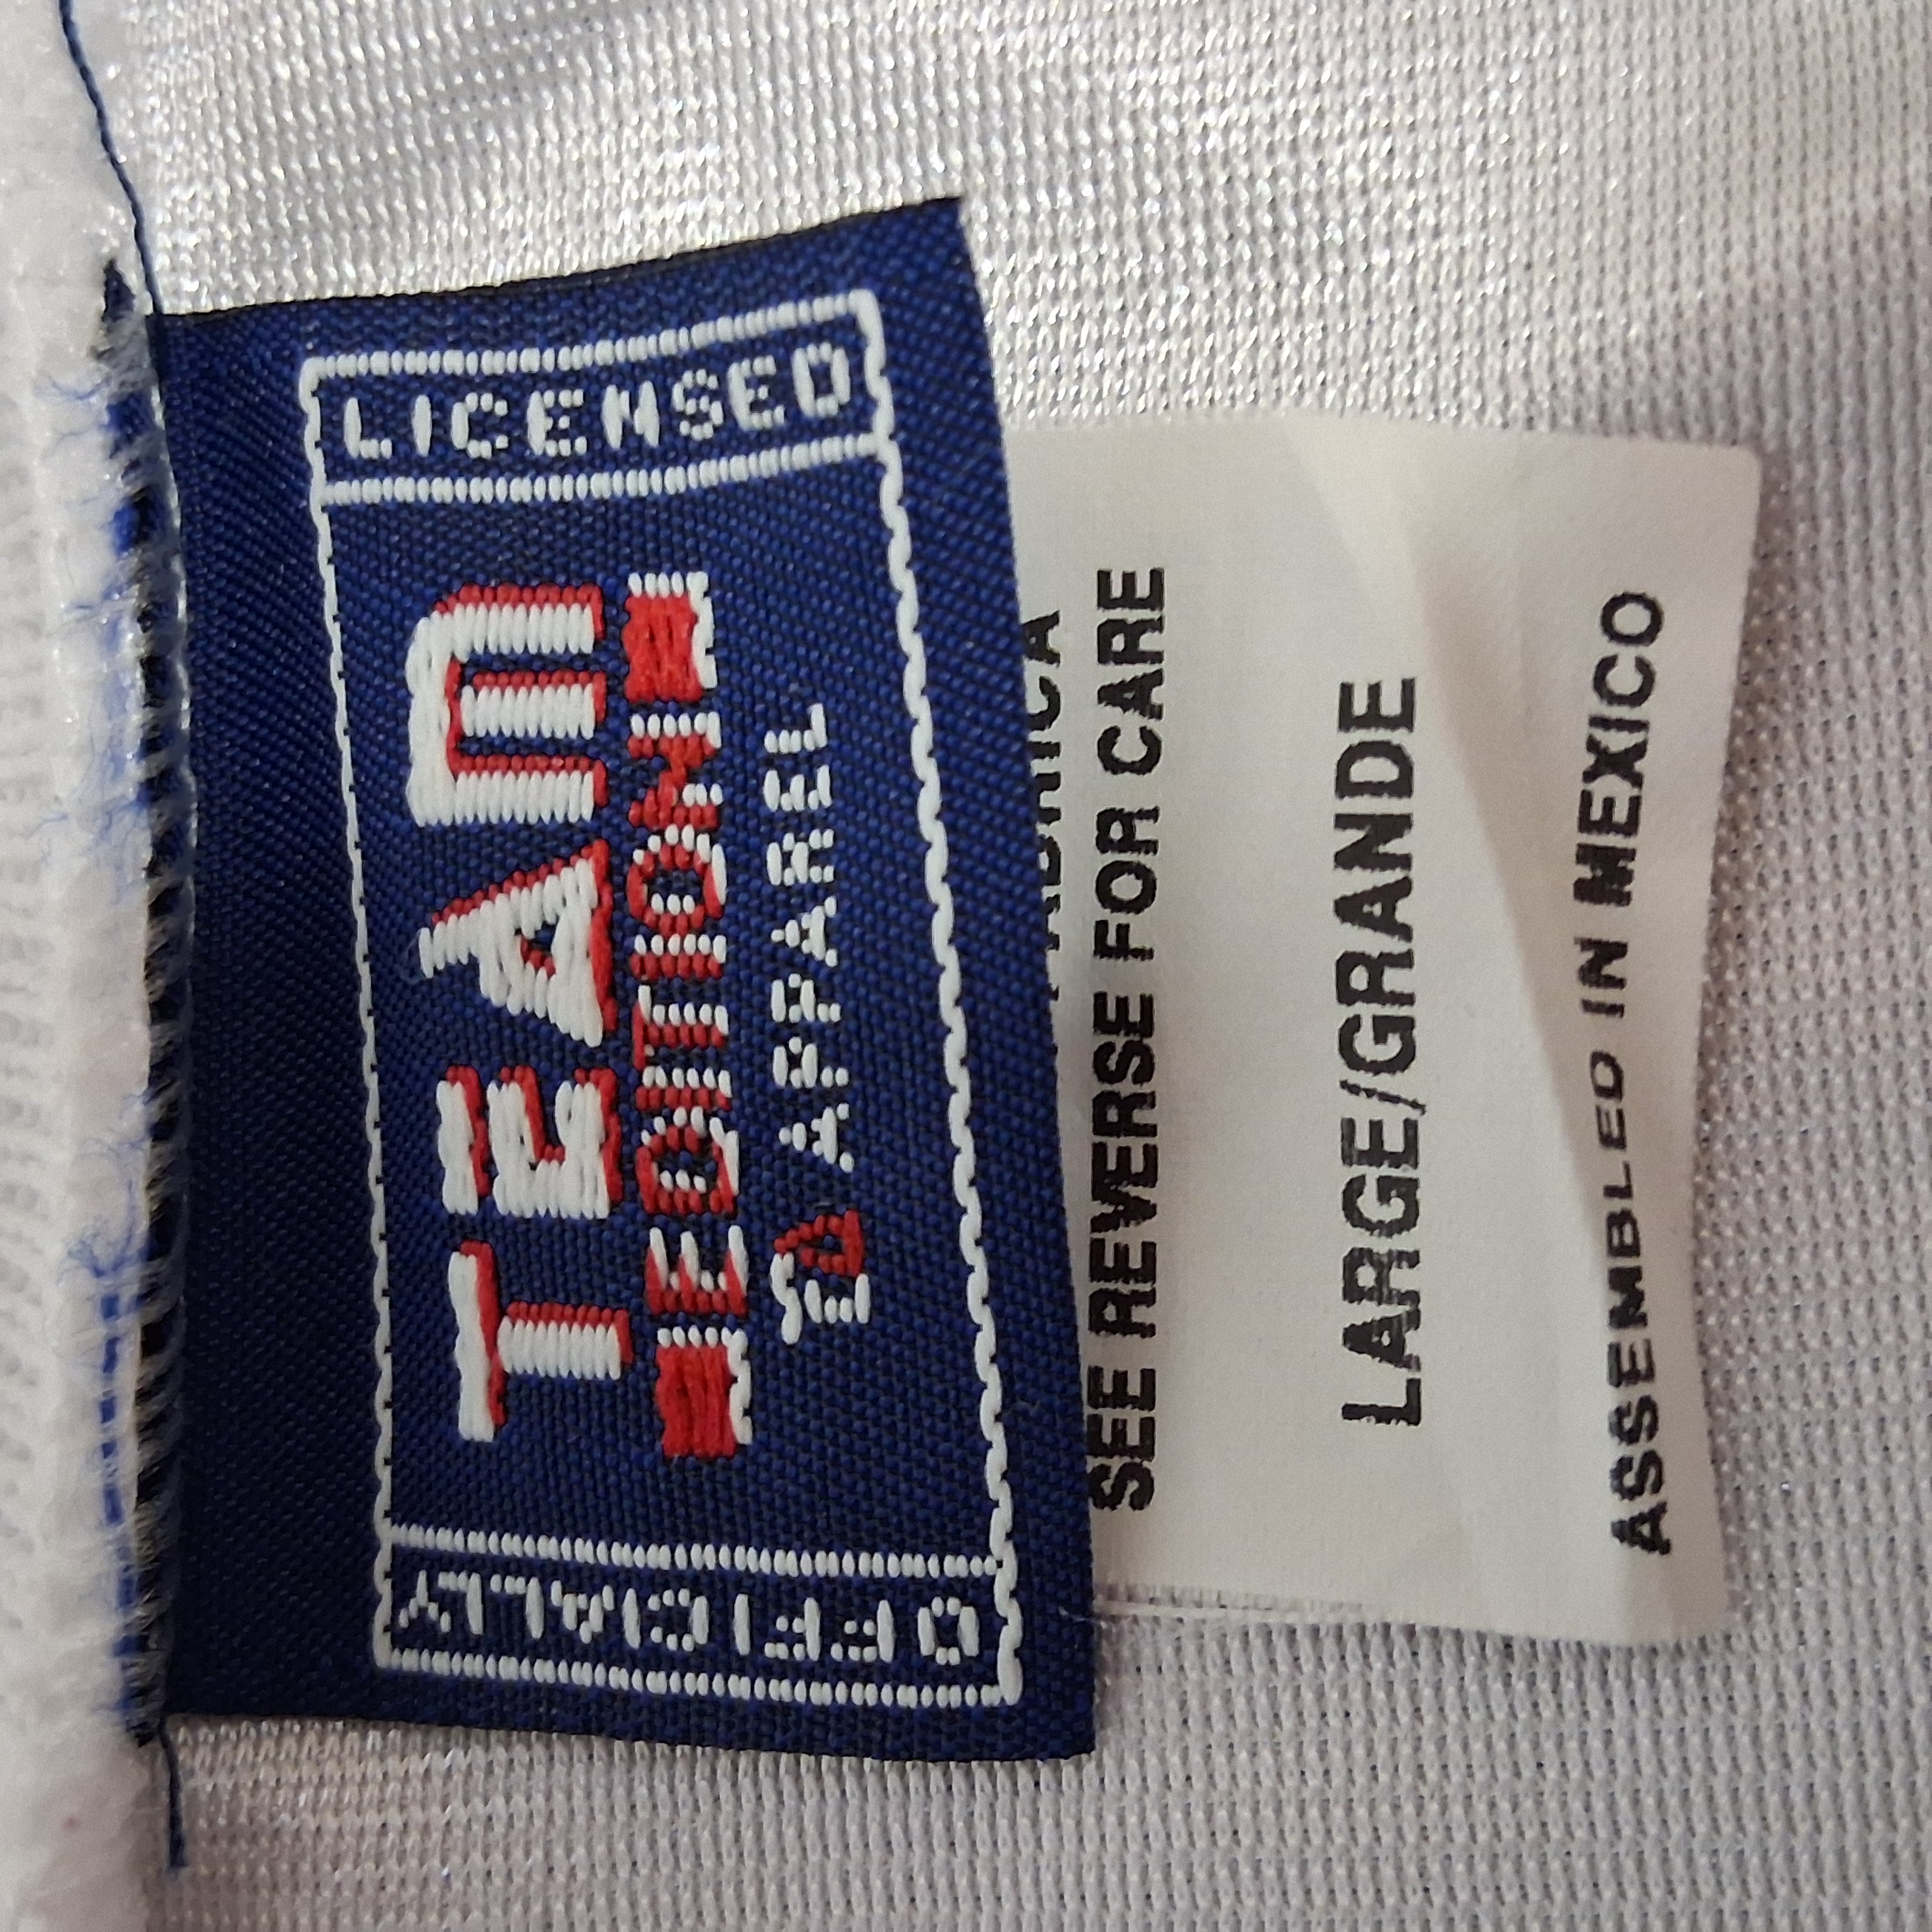 OFFICIALLY
TEAM
EDITION
APPAREL
LICENSED
SEE REVERSE FOR CARE
LARGE/GRANDE
ASSEMBLED IN MEXICO